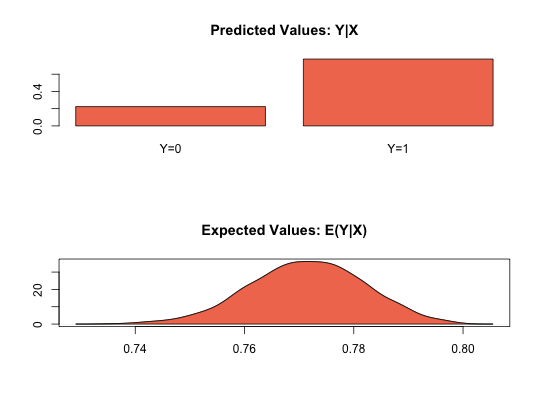 Predicted Values: Y|X
0.4
0.0
Y=0 Y=1
Expected Values: E(Y|X)
20
0
0.74 0.76 0.78 0.80